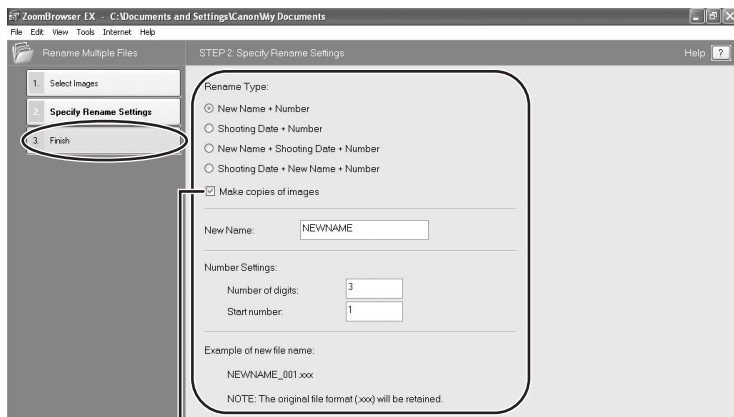 ZoomBrowser EX - C:\Documents and Settings\Canon\My Documents
File Edit View Tools Internet Help
Rename Multiple Files STEP 2: Specify Rename Settings Help ?
1. Select Images
2. Specify Rename Settings
3. Finish
Rename Type:
New Name + Number
Shooting Date + Number
New Name + Shooting Date + Number
Shooting Date + New Name + Number
Make copies of images
New Name: NEWNAME
Number Settings:
Number of digits: 3
Start number: 1
Example of new file name:
NEWNAME_001.xxx
NOTE: The original file format (.xxx) will be retained.